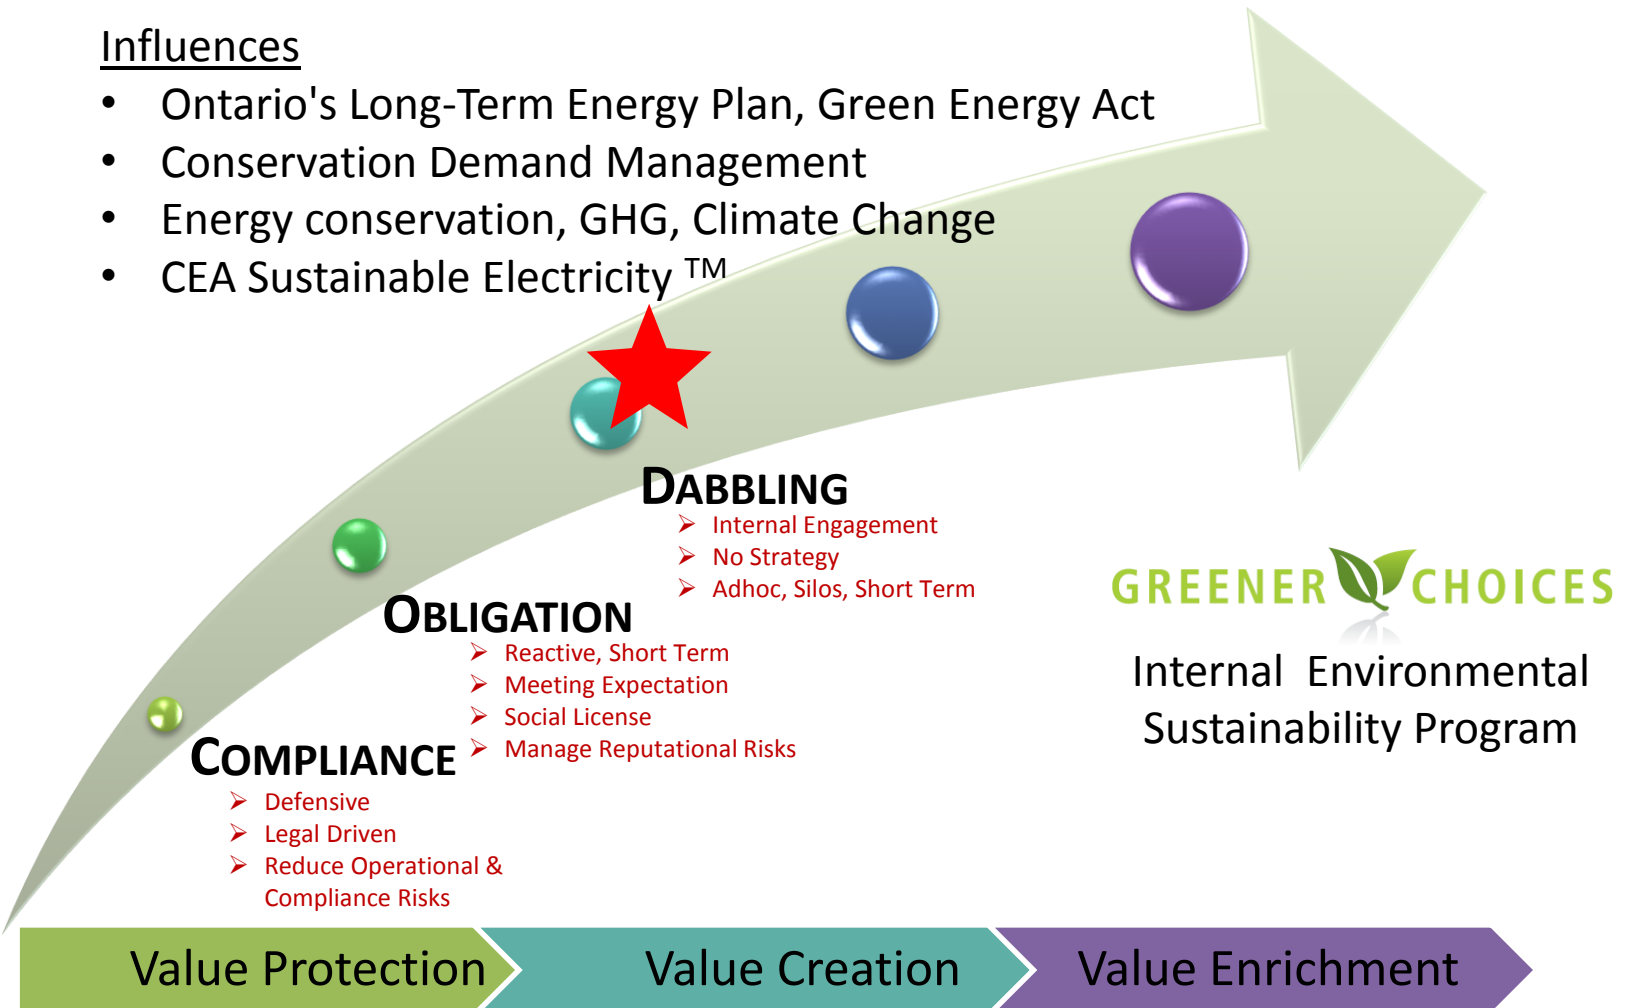 Influences
• Ontario's Long-Term Energy Plan, Green Energy Act
• Conservation Demand Management
• Energy conservation, GHG, Climate Change
• CEA Sustainable Electricity TM
DABBLING
➢ Internal Engagement
➢ No Strategy
➢ Adhoc, Silos, Short Term
OBLIGATION
➢ Reactive, Short Term
➢ Meeting Expectation
➢ Social License
➢ Manage Reputational Risks
COMPLIANCE
➢ Defensive
➢ Legal Driven
➢ Reduce Operational &
Compliance Risks
GREENER CHOICES
Internal Environmental
Sustainability Program
Value Protection
Value Creation
Value Enrichment